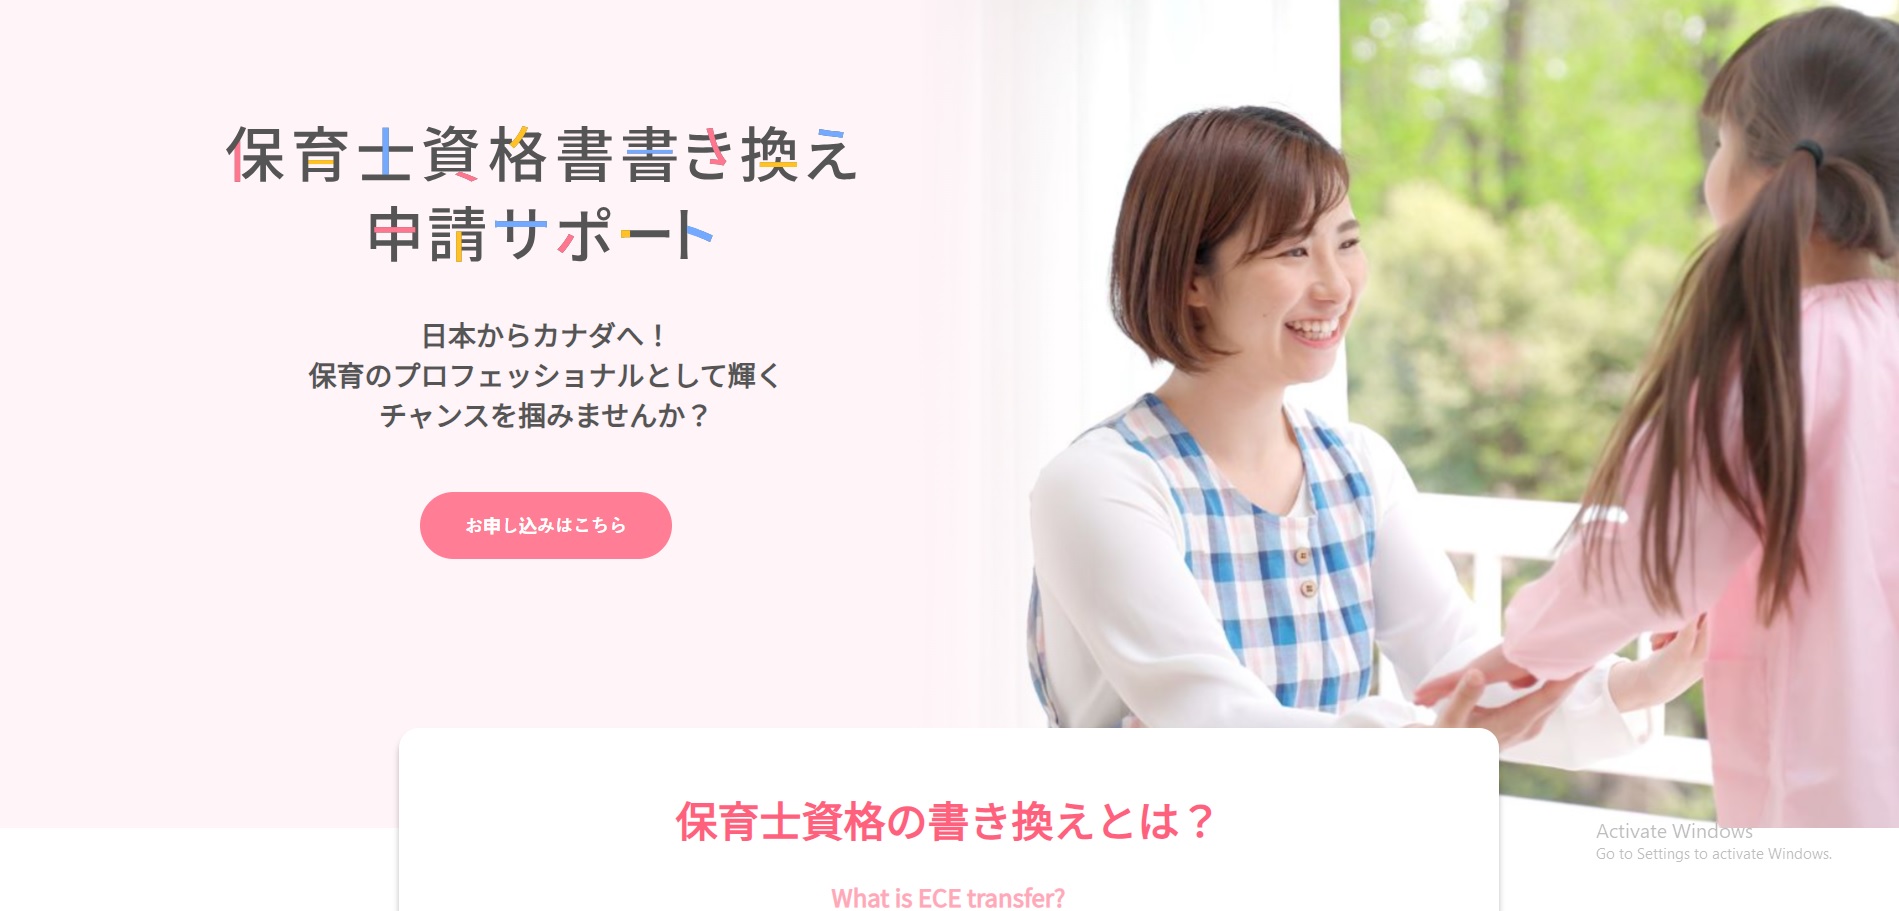 保育士資格書書き換え
申請サポート
日本からカナダへ！
保育のプロフェッショナルとして輝く
チャンスを掴みませんか？
お申し込みはこちら
保育士資格の書き換えとは？
What is ECE transfer?
Activate Windows
Go to Settings to activate Windows.